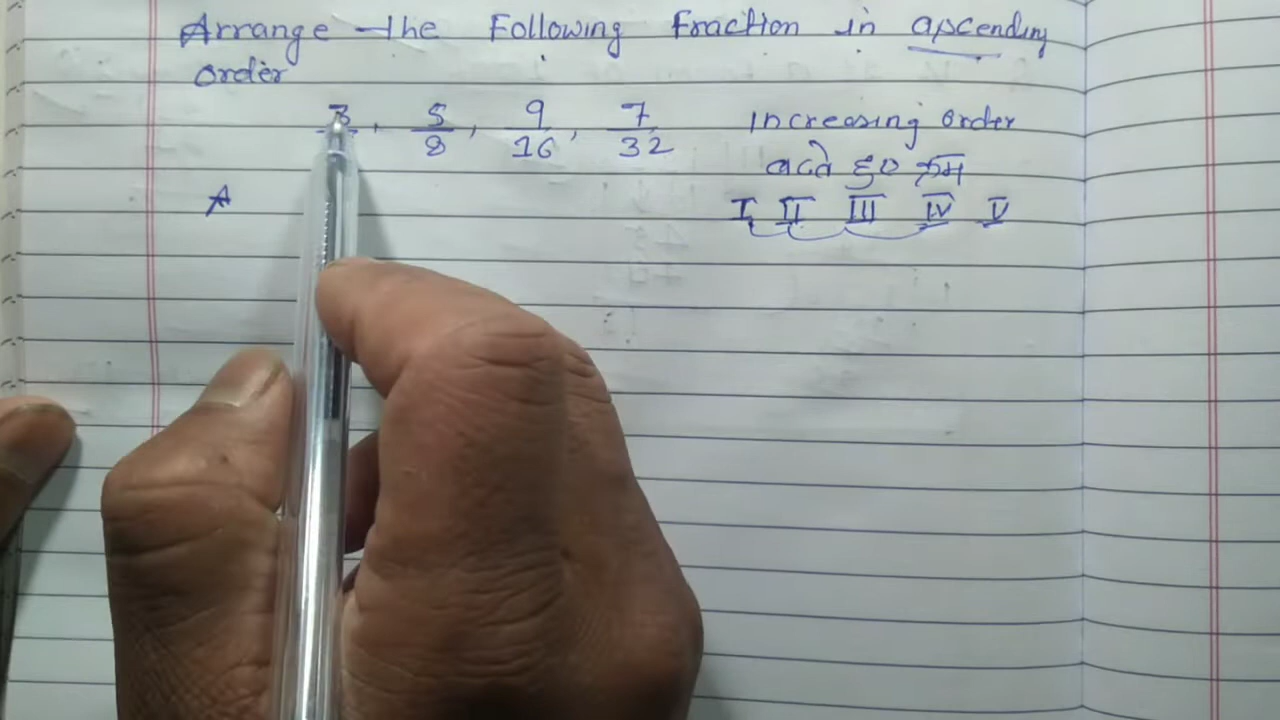 Arrange the Following Fraction in ascending
order
3, 5/8, 9/16, 7/32 Increasing order
बढते हुए क्रम
A I II III IV V